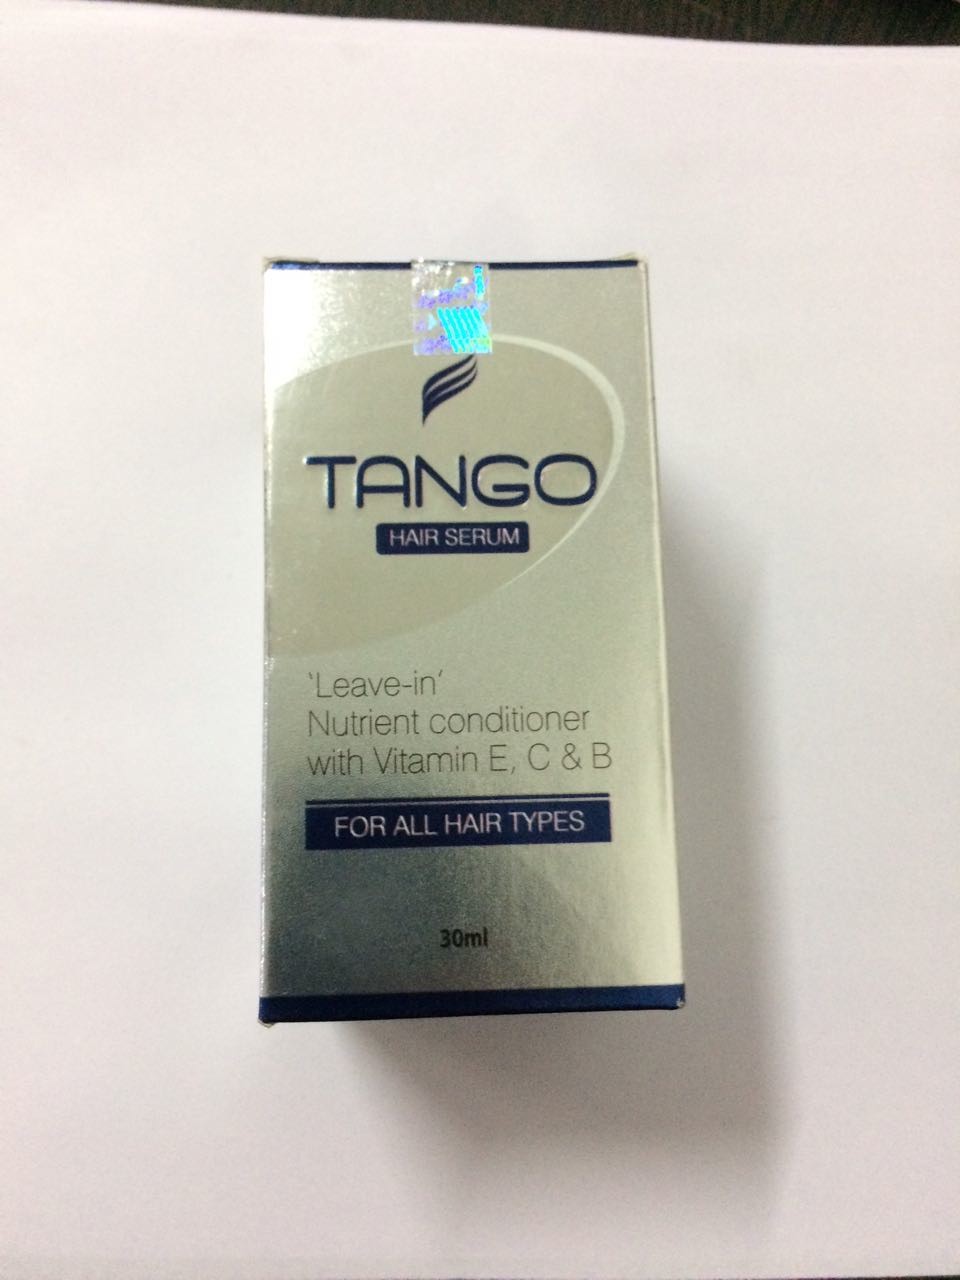 TANGO
HAIR SERUM
‘Leave-in’
Nutrient conditioner
with Vitamin E, C & B
FOR ALL HAIR TYPES
30ml